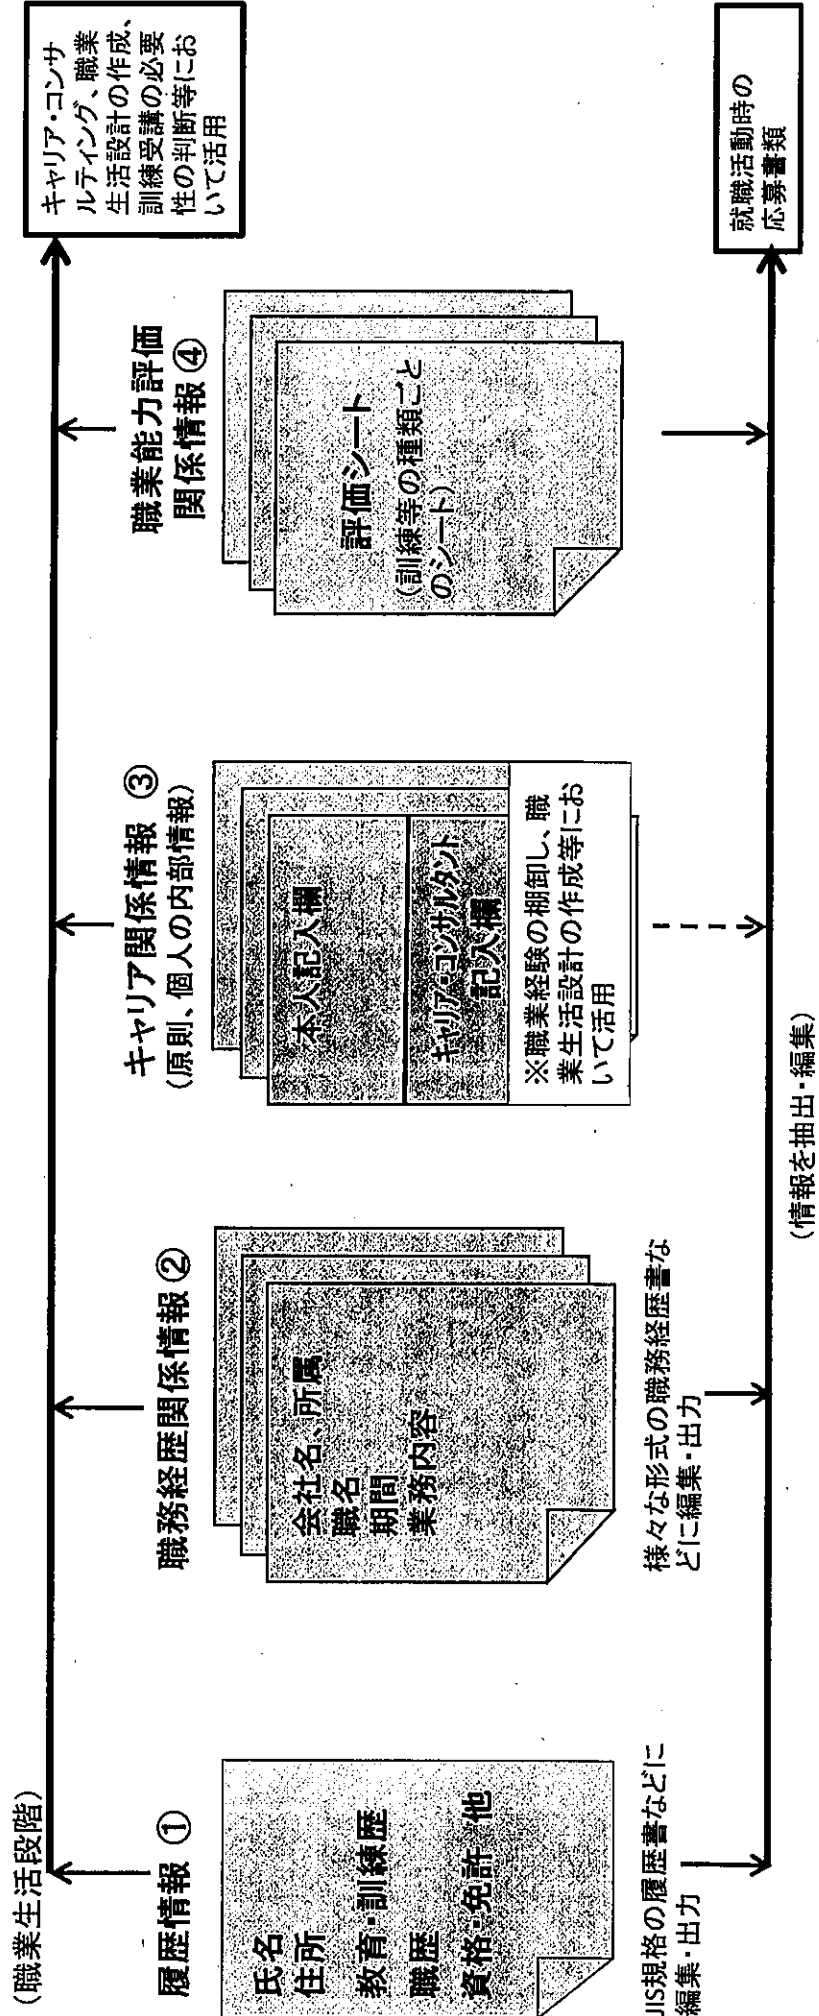 (職業生活段階)
キャリア・コンサ
ルティング、職業
生活設計の作成、
訓練受講の必要
性の判断等にお
いて活用
履歴情報 ①
氏名
住所
教育・訓練歴
職歴
資格・免許 他
JIS規格の履歴書などに
編集・出力
職務経歴関係情報 ②
会社名、所属
職名
期間
業務内容
様々な形式の職務経歴書な
どに編集・出力
キャリア関係情報 ③
(原則、個人の内部情報)
本人記入欄
キャリア・コンサルタント
記入欄
※職業経験の棚卸し、職
業生活設計の作成等にお
いて活用
職業能力評価
関係情報 ④
評価シート
(訓練等の種類ごと
のシート)
(情報を抽出・編集)
就職活動時の
応募書類